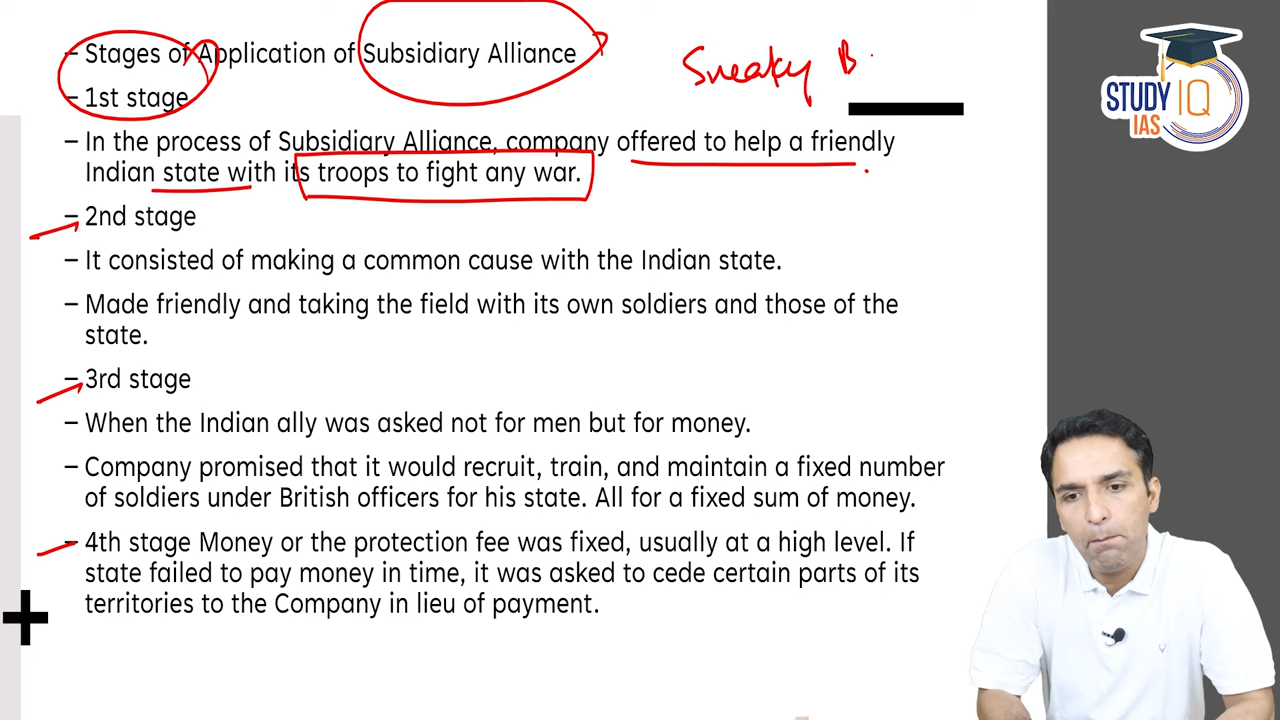 – Stages of Application of Subsidiary Alliance
Sneaky B
– 1st stage
– In the process of Subsidiary Alliance, company offered to help a friendly
Indian state with its troops to fight any war.
– 2nd stage
– It consisted of making a common cause with the Indian state.
– Made friendly and taking the field with its own soldiers and those of the
state.
– 3rd stage
– When the Indian ally was asked not for men but for money.
– Company promised that it would recruit, train, and maintain a fixed number
of soldiers under British officers for his state. All for a fixed sum of money.
– 4th stage Money or the protection fee was fixed, usually at a high level. If
state failed to pay money in time, it was asked to cede certain parts of its
territories to the Company in lieu of payment.
STUDY IQ
IAS